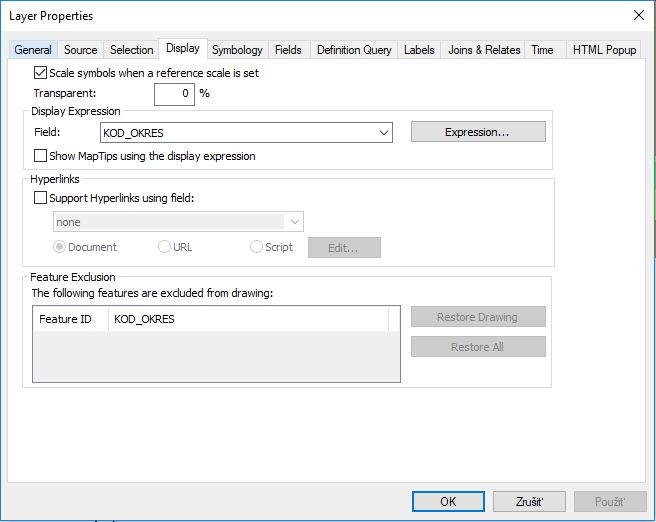 Layer Properties
General Source Selection Display Symbology Fields Definition Query Labels Joins & Relates Time HTML Popup
Scale symbols when a reference scale is set
Transparent: 0 %
Display Expression
Field: KOD_OKRES Expression...
Show MapTips using the display expression
Hyperlinks
Support Hyperlinks using field:
none
Document URL Script Edit...
Feature Exclusion
The following features are excluded from drawing:
Feature ID KOD_OKRES Restore Drawing
Restore All
OK Zrušiť Použiť